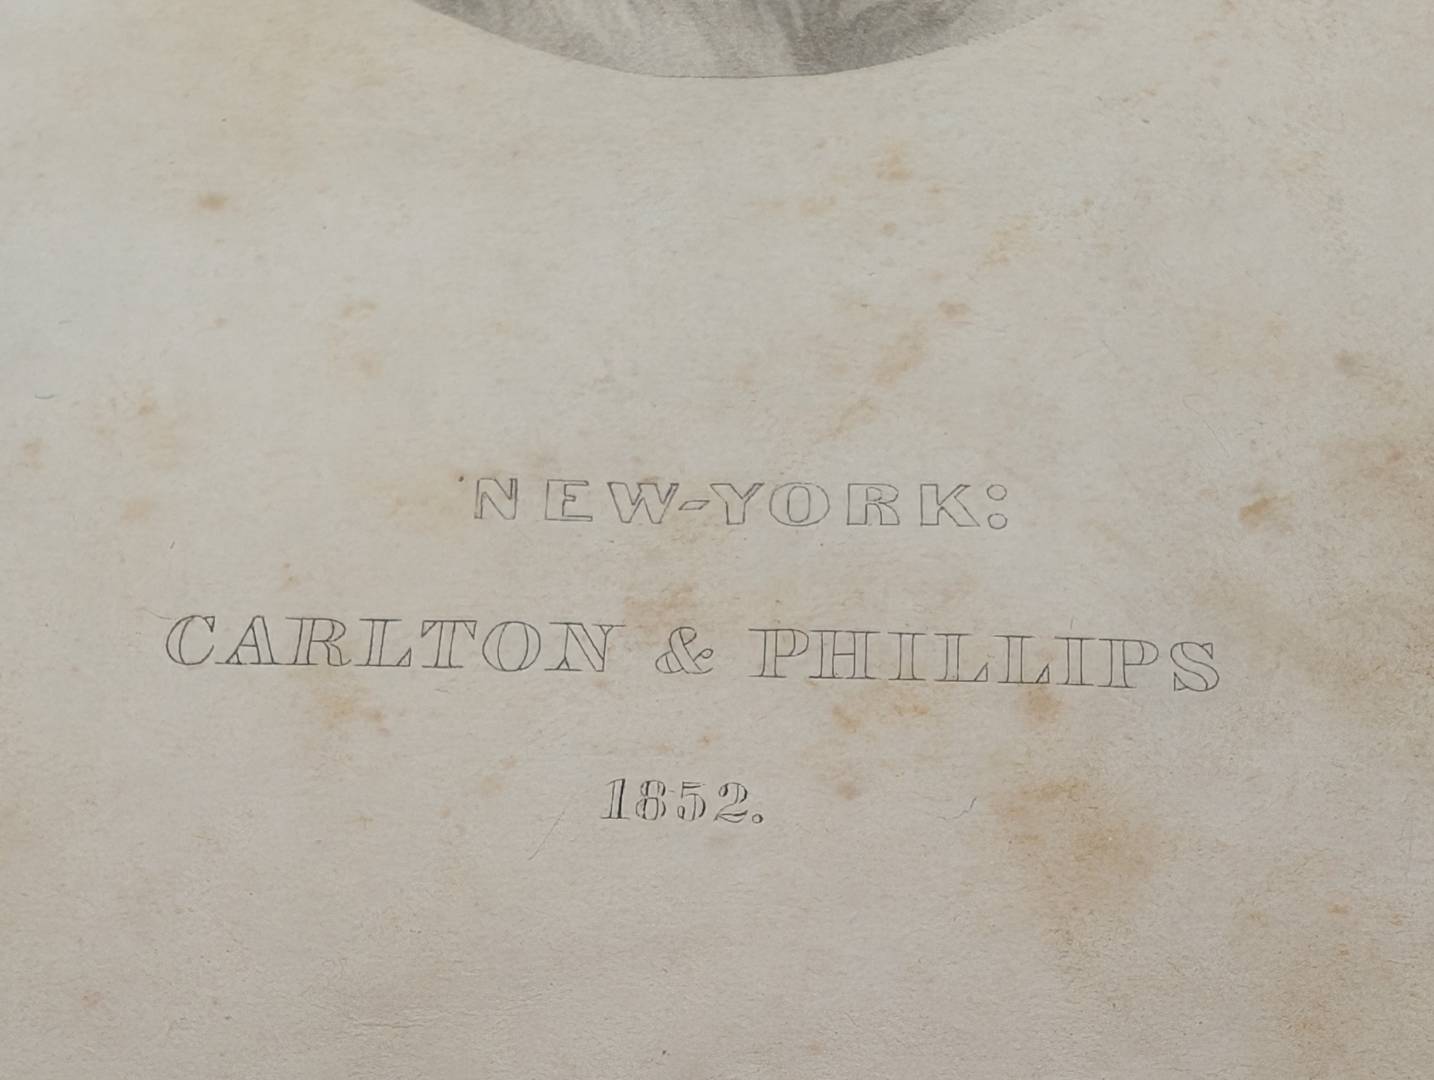 NEW-YORK:
CARLTON & PHILLIPS
1852.